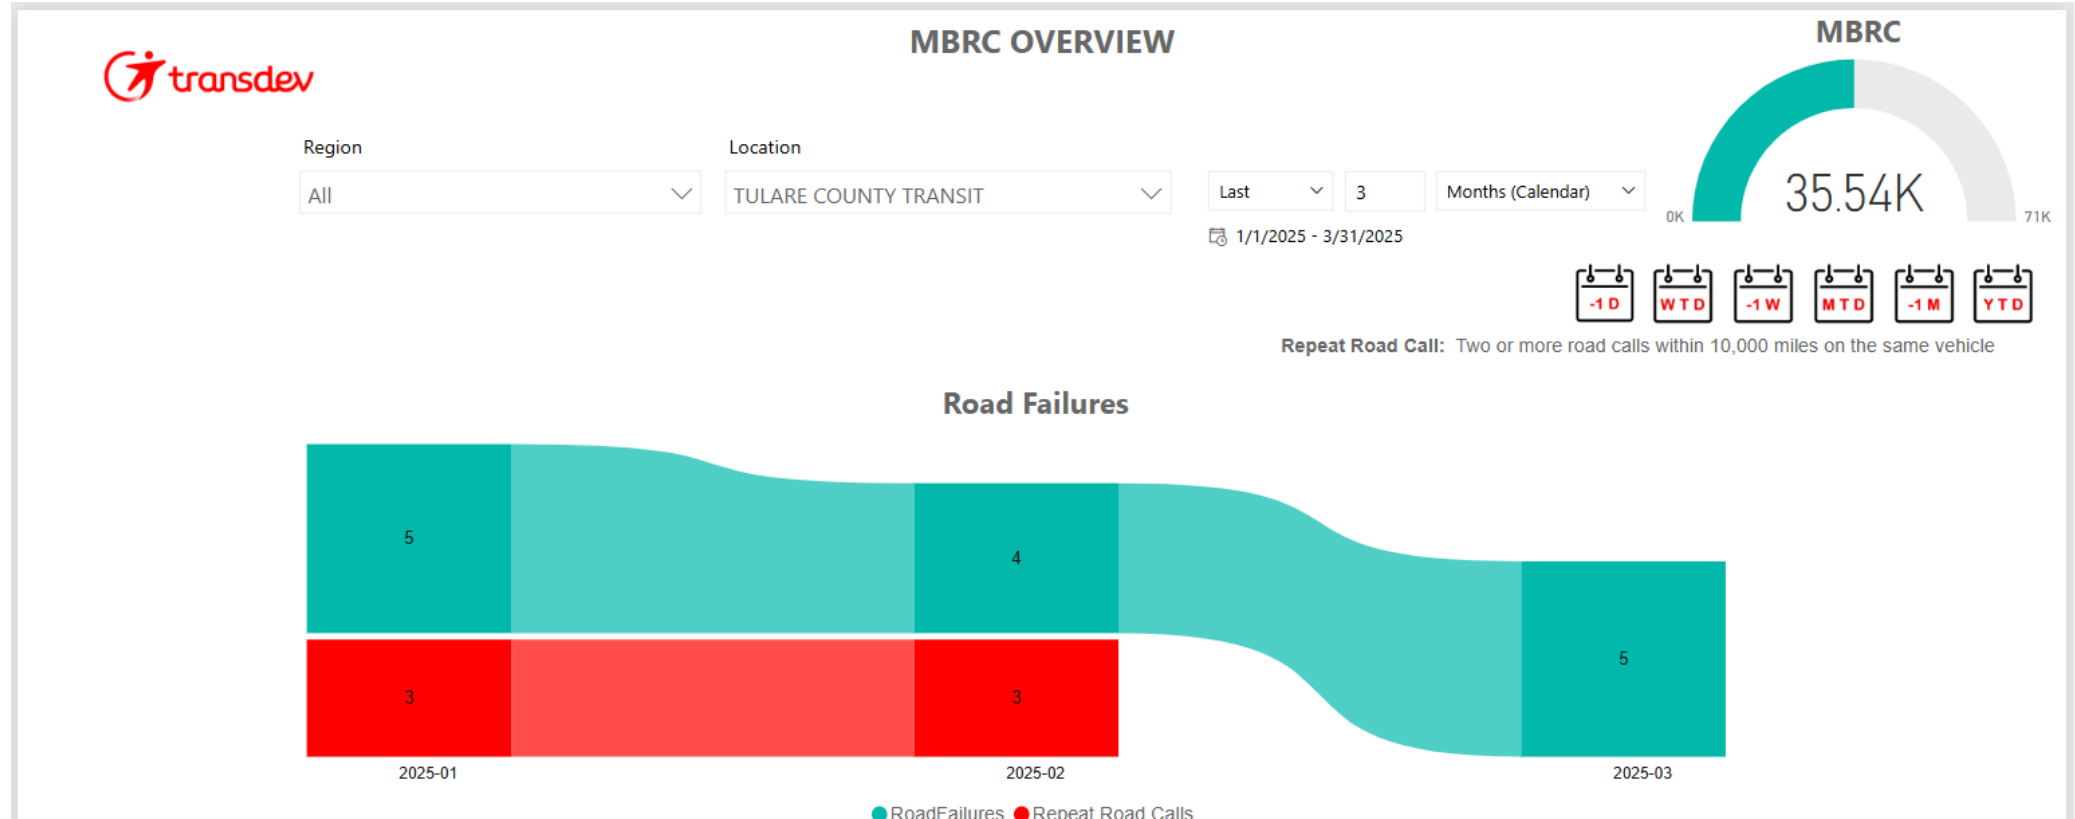 MBRC OVERVIEW
MBRC
transdev
Region
Location
All
TULARE COUNTY TRANSIT
Last
3
Months (Calendar)
1/1/2025 - 3/31/2025
35.54K
0K
71K
-1 D
W T D
-1 W
M T D
-1 M
Y T D
Repeat Road Call: Two or more road calls within 10,000 miles on the same vehicle
Road Failures
5
4
5
3
3
2025-01
2025-02
2025-03
RoadFailures
Repeat Road Calls